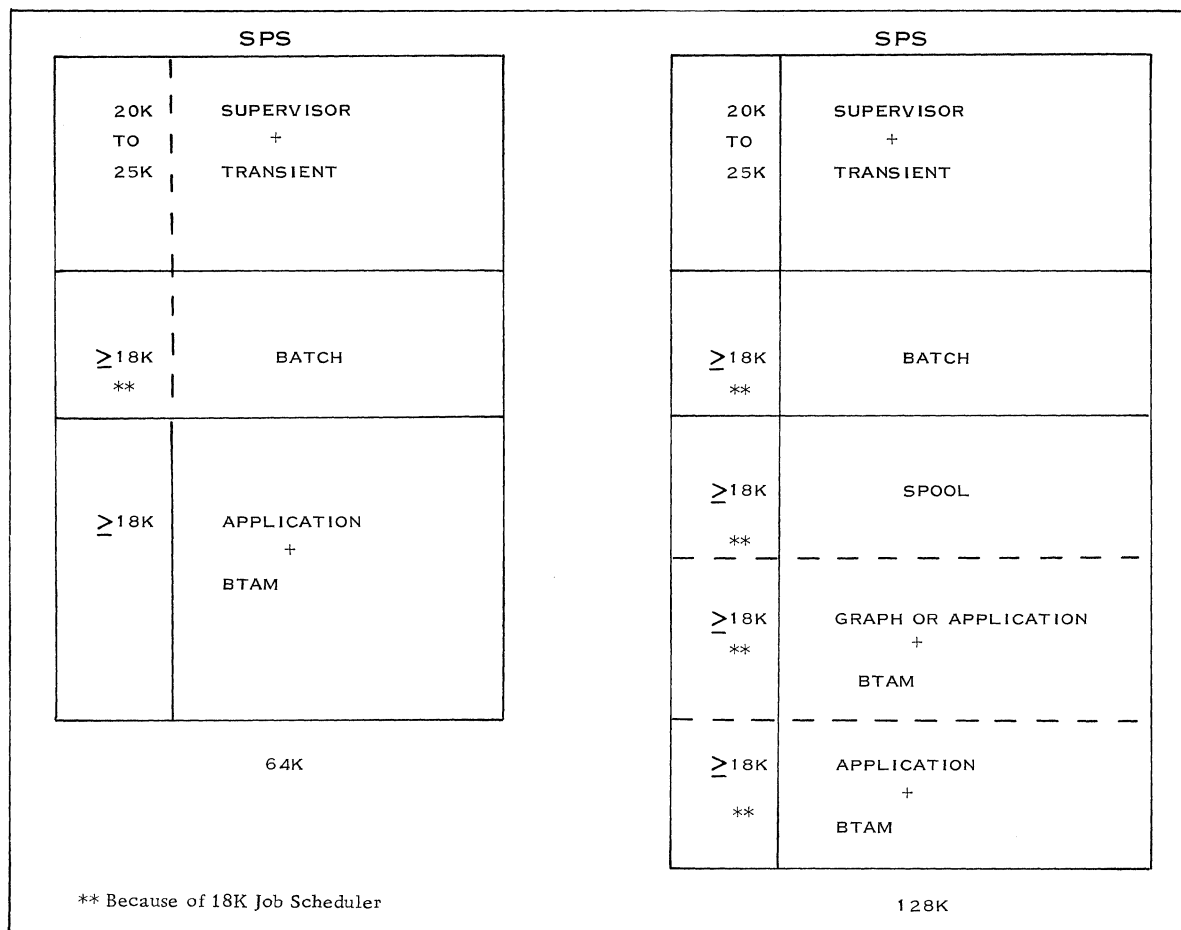 SPS
20K SUPERVISOR
TO +
25K TRANSIENT
≥18K BATCH
**
≥18K APPLICATION
+
BTAM
64K
** Because of 18K Job Scheduler
SPS
20K SUPERVISOR
TO +
25K TRANSIENT
≥18K BATCH
**
≥18K SPOOL
**
≥18K GRAPH OR APPLICATION
** +
BTAM
≥18K APPLICATION
+
**
BTAM
128K